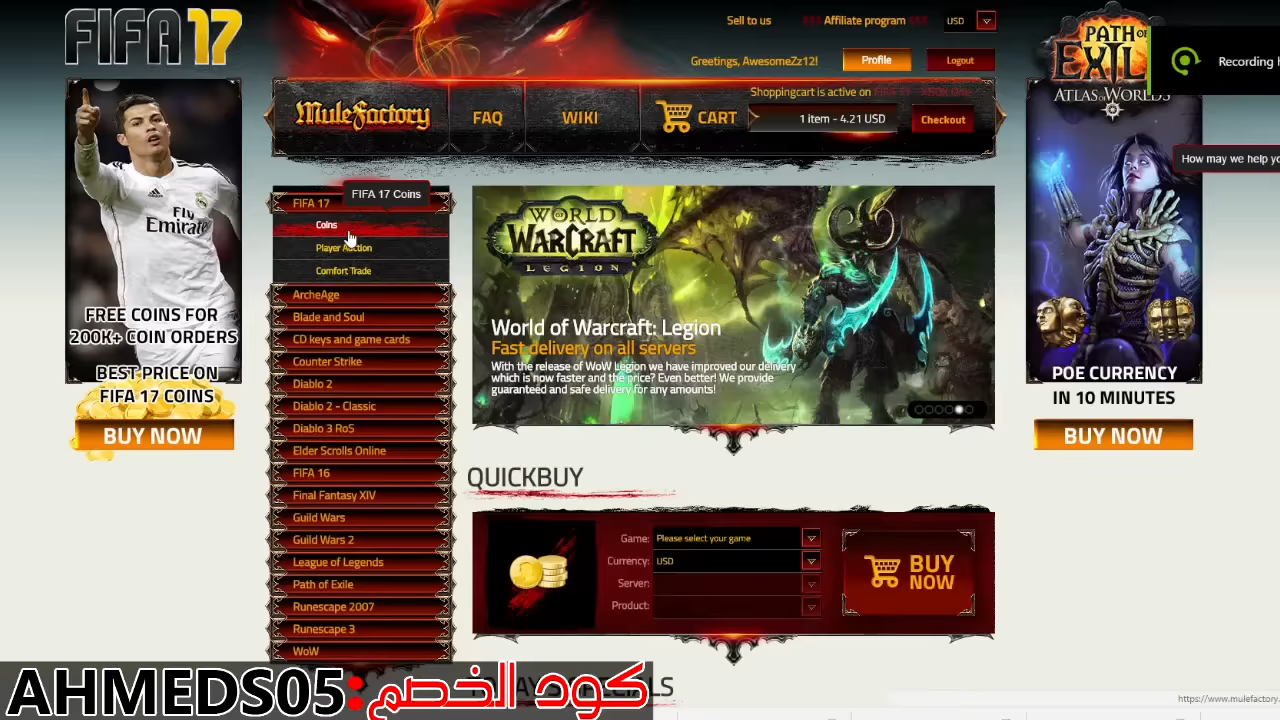 FIFA 17
FREE COINS FOR
200K+ COIN ORDERS
BEST PRICE ON
FIFA 17 COINS
BUY NOW
Fly
Emirates
Sell to us
Affiliate program
USD
Greetings, AwesomeZz12!
Profile
Logout
MuleFactory
FAQ
WIKI
CART
Shoppingcart is active on
1 item - 4.21 USD
Checkout
Recording
How may we help
PATH OF
EXILE
ATLAS OF WORLDS
POE CURRENCY
IN 10 MINUTES
BUY NOW
FIFA 17 Coins
FIFA 17
Coins
Player Auction
Comfort Trade
ArcheAge
Blade and Soul
CD keys and game cards
Counter Strike
Diablo 2
Diablo 2 - Classic
Diablo 3 RoS
Elder Scrolls Online
FIFA 16
Final Fantasy XIV
Guild Wars
Guild Wars 2
League of Legends
Path of Exile
Runescape 2007
Runescape 3
WoW
WORLD
OF
WARCRAFT
LEGION
World of Warcraft: Legion
Fast delivery on all servers
With the release of WoW Legion we have improved our delivery
which is now faster and the price? Even better! We provide
guaranteed and safe delivery for any amounts!
QUICKBUY
Game: Please select your game
Currency: USD
Server:
Product:
BUY
NOW
كود الخصم:AHMEDS05
https://www.mulefactory